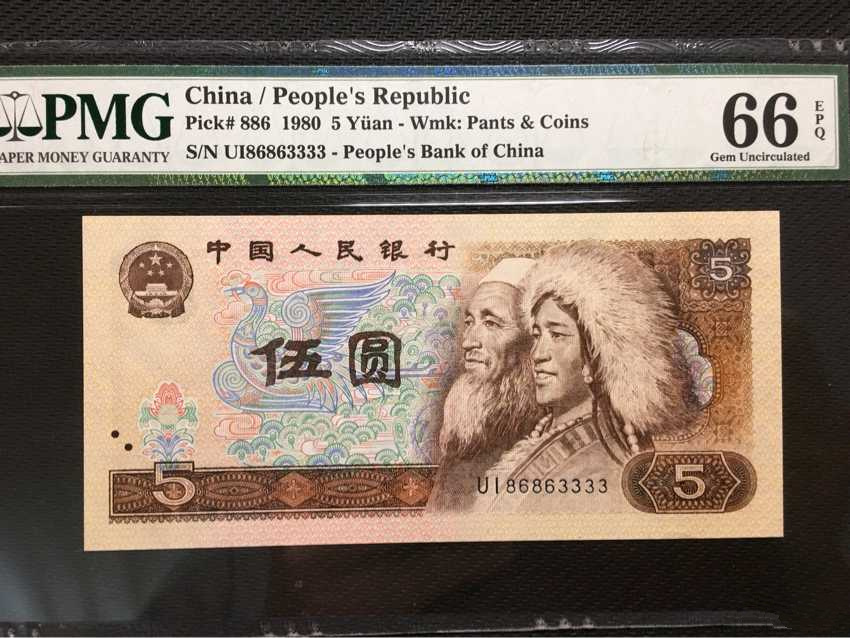 PMG
PAPER MONEY GUARANTY
China / People's Republic
Pick# 886 1980 5 Yüan - Wmk: Pants & Coins
S/N UI86863333 - People's Bank of China
66 EPQ
Gem Uncirculated
中国人民银行
5
伍圆
UI86863333
5
5